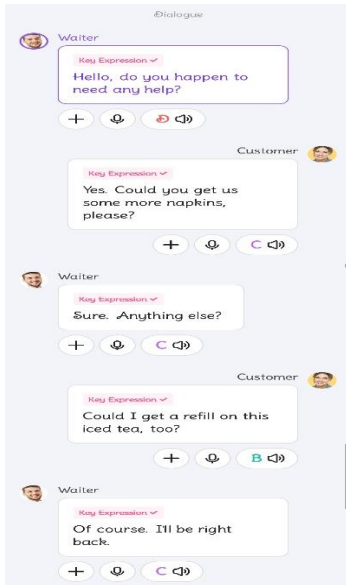 Dialogue
Waiter
Key Expression
Hello, do you happen to
need any help?
D
Customer
Key Expression
Yes. Could you get us
some more napkins,
please?
C
Waiter
Key Expression
Sure. Anything else?
C
Customer
Key Expression
Could I get a refill on this
iced tea, too?
B
Waiter
Key Expression
Of course. I'll be right
back.
C